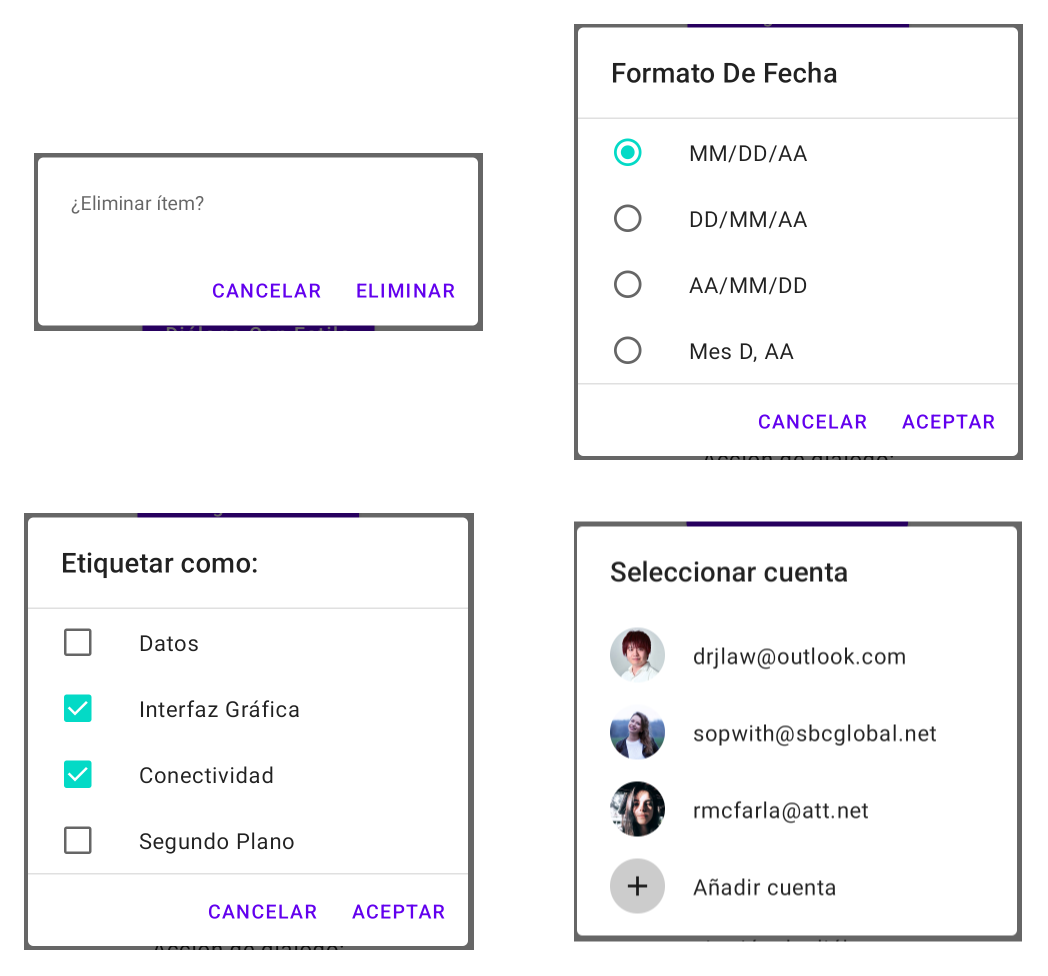 ¿Eliminar ítem?
CANCELAR ELIMINAR
Formato De Fecha
MM/DD/AA
DD/MM/AA
AA/MM/DD
Mes D, AA
CANCELAR ACEPTAR
Etiquetar como:
Datos
Interfaz Gráfica
Conectividad
Segundo Plano
CANCELAR ACEPTAR
Seleccionar cuenta
drjlaw@outlook.com
sopwith@sbcglobal.net
rmcfarla@att.net
Añadir cuenta